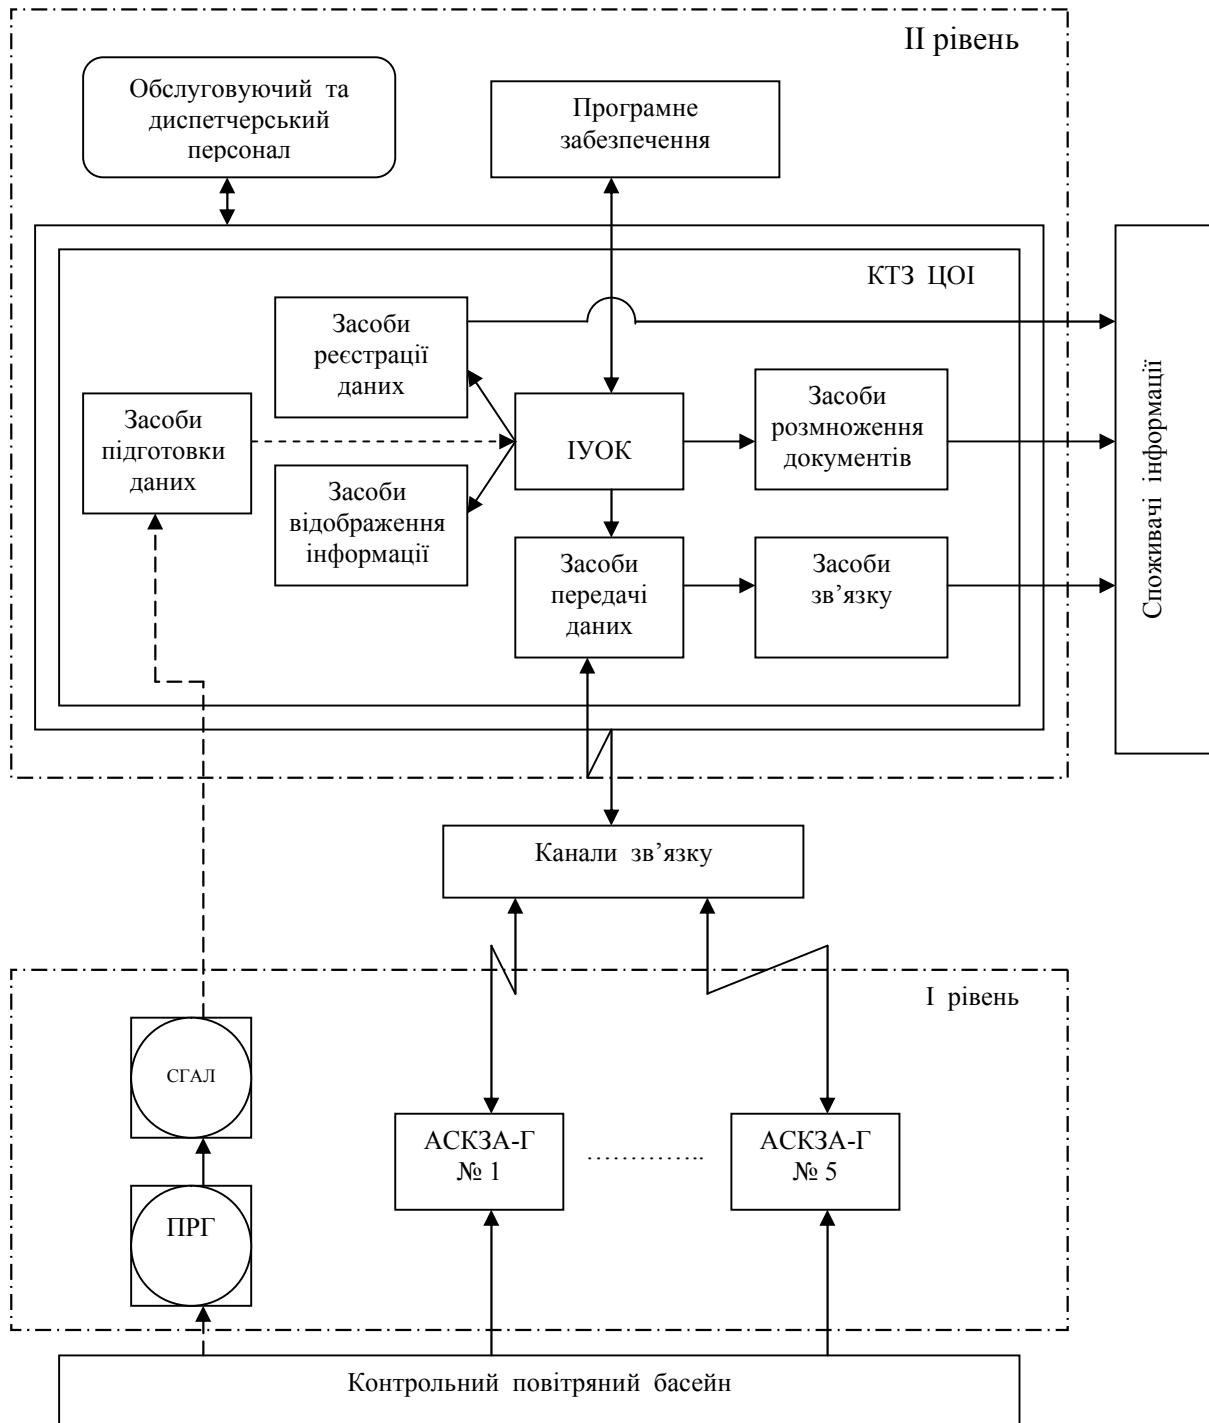 II рівень
Обслуговуючий та
диспетчерський
персонал
Програмне
забезпечення
КТЗ ЦОІ
Засоби
реєстрації
даних
Засоби
підготовки
даних
ІУОК
Засоби
розмноження
документів
Засоби
відображення
інформації
Засоби
передачі
даних
Засоби
зв’язку
Споживачі інформації
Канали зв’язку
І рівень
СГАЛ
АСКЗА-Г
№ 1
…………..
АСКЗА-Г
№ 5
ПРГ
Контрольний повітряний басейн